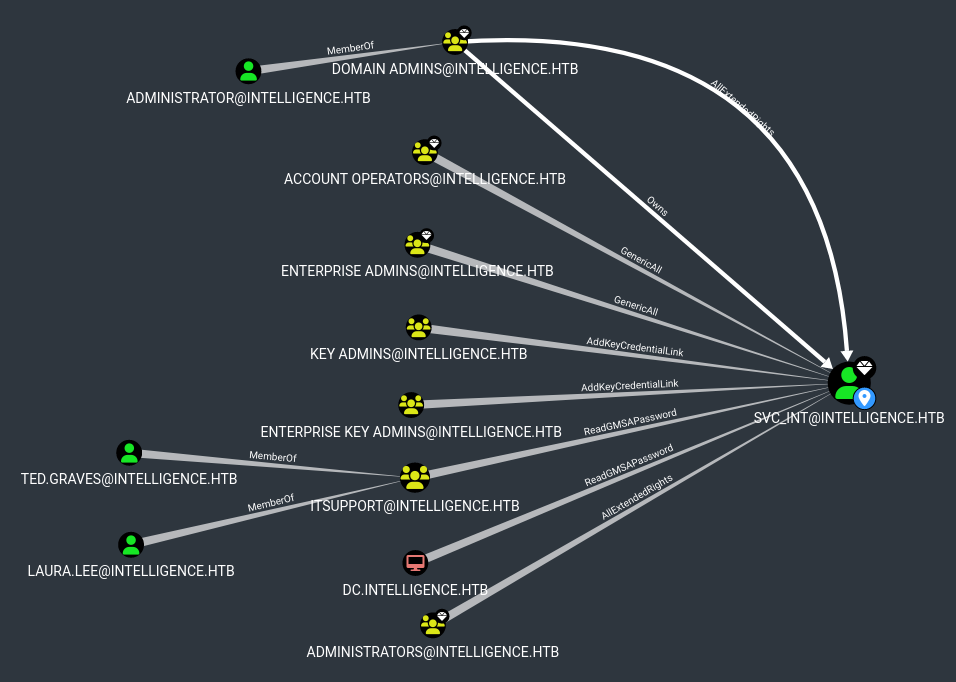 MemberOf
DOMAIN ADMINS@INTELLIGENCE.HTB
ADMINISTRATOR@INTELLIGENCE.HTB
AllExtendedRights
ACCOUNT OPERATORS@INTELLIGENCE.HTB
Owns
GenericAll
ENTERPRISE ADMINS@INTELLIGENCE.HTB
GenericAll
AddKeyCredentialLink
KEY ADMINS@INTELLIGENCE.HTB
AddKeyCredentialLink
SVC_INT@INTELLIGENCE.HTB
ENTERPRISE KEY ADMINS@INTELLIGENCE.HTB
ReadGMSAPassword
MemberOf
TED.GRAVES@INTELLIGENCE.HTB
ReadGMSAPassword
MemberOf
ITSUPPORT@INTELLIGENCE.HTB
AllExtendedRights
LAURA.LEE@INTELLIGENCE.HTB
DC.INTELLIGENCE.HTB
ADMINISTRATORS@INTELLIGENCE.HTB